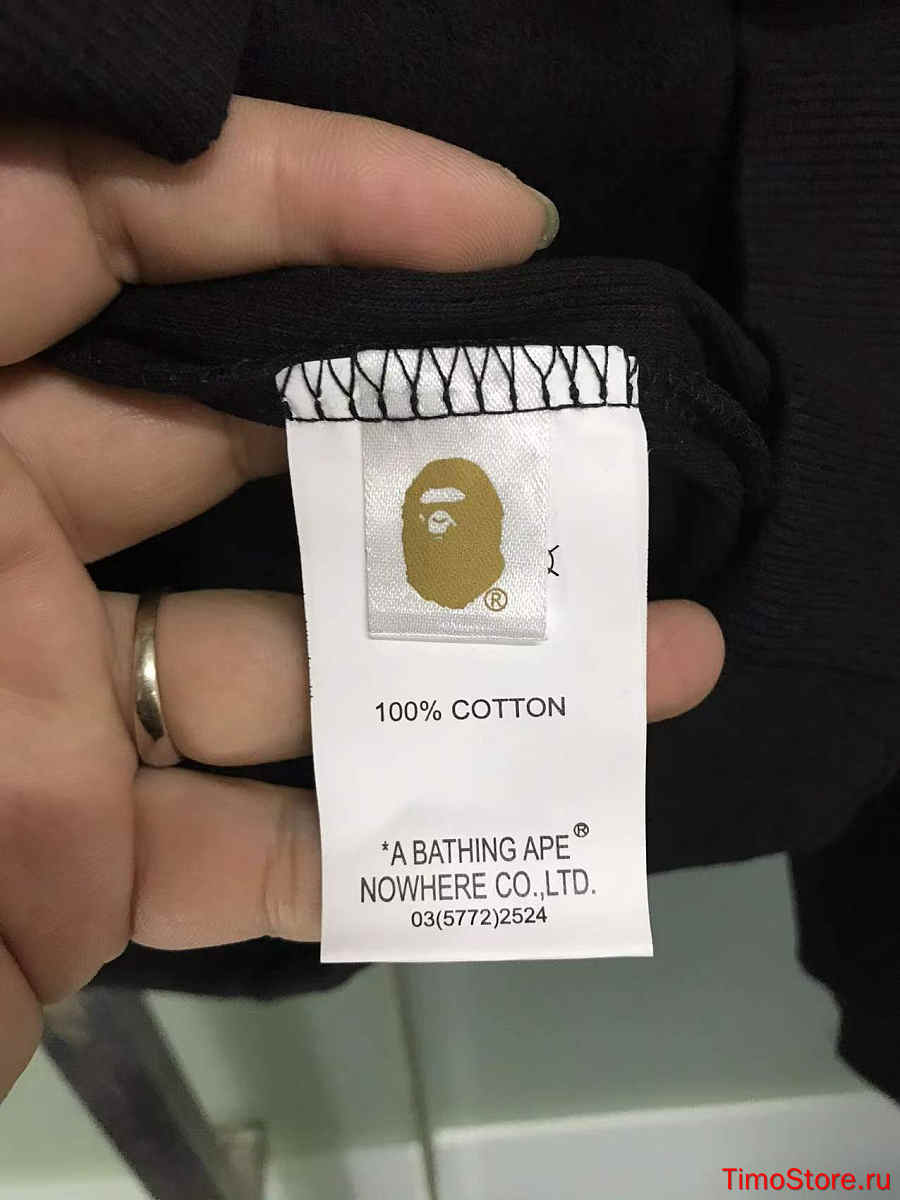 ®
100% COTTON
*A BATHING APE®
NOWHERE CO.,LTD.
03(5772)2524
TimoStore.ru